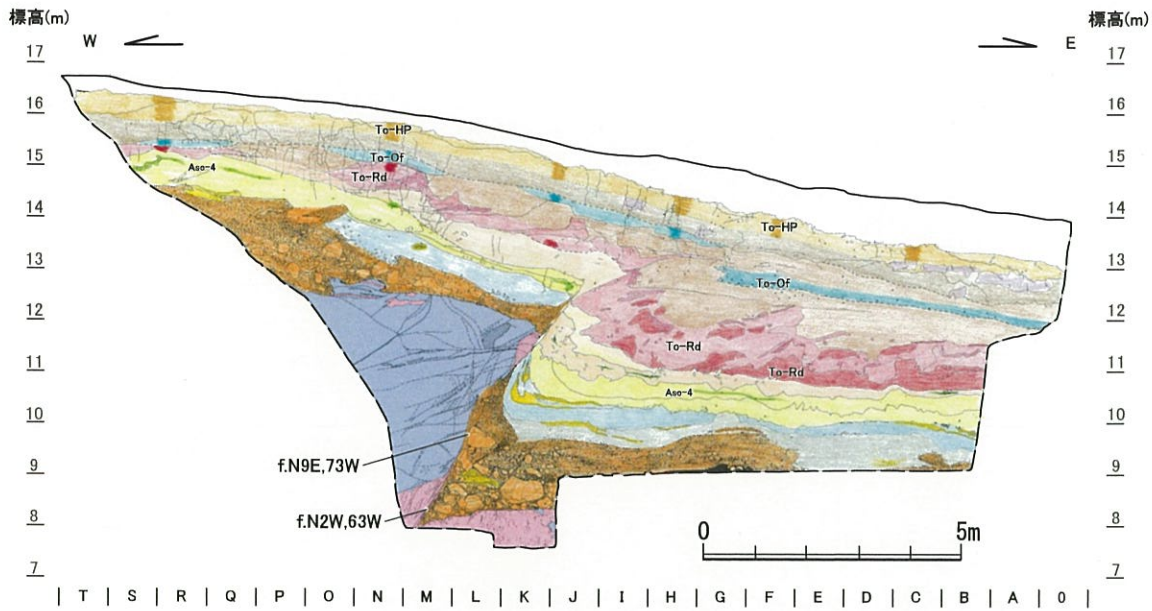 標高(m)
標高(m)
W
E
17
17
16
16
To-HP
To-Of
15
15
Aso-4
To-Rd
14
14
To-HP
13
13
To-Of
12
12
To-Rd
11
11
To-Rd
Aso-4
10
10
f.N9E,73W
9
9
f.N2W,63W
8
8
0
5m
7
7
| T | S | R | Q | P | O | N | M | L | K | J | I | H | G | F | E | D | C | B | A | 0 |